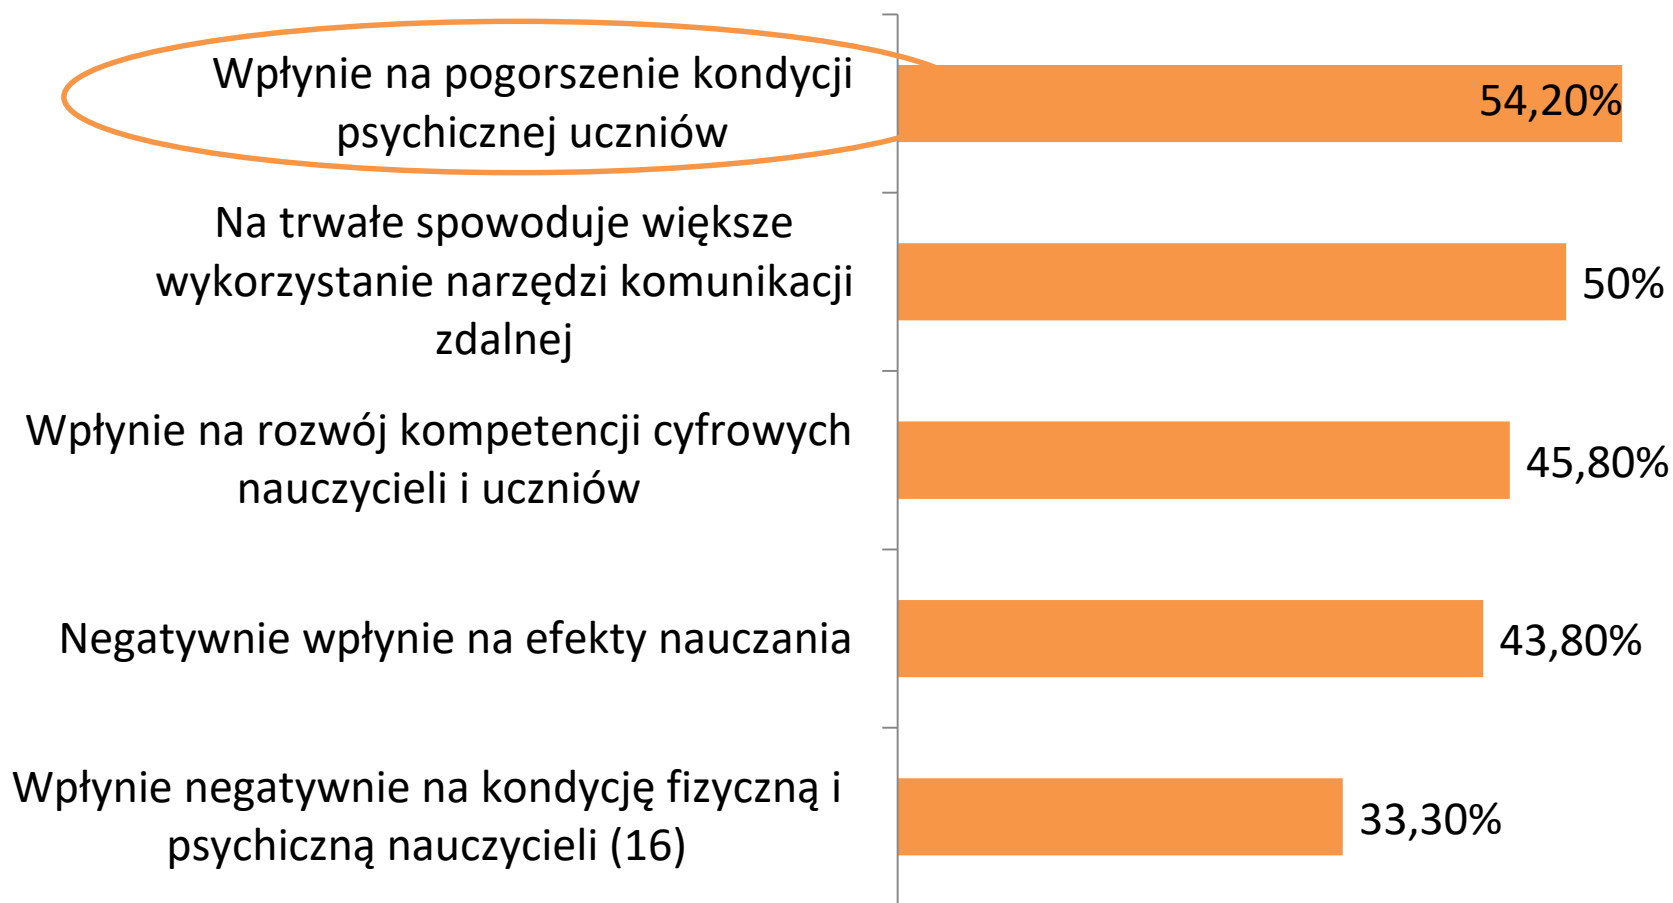 Wpłynie na pogorszenie kondycji
psychicznej uczniów
54,20%
Na trwałe spowoduje większe
wykorzystanie narzędzi komunikacji
zdalnej
50%
Wpłynie na rozwój kompetencji cyfrowych
nauczycieli i uczniów
45,80%
Negatywnie wpłynie na efekty nauczania
43,80%
Wpłynie negatywnie na kondycję fizyczną i
psychiczną nauczycieli (16)
33,30%